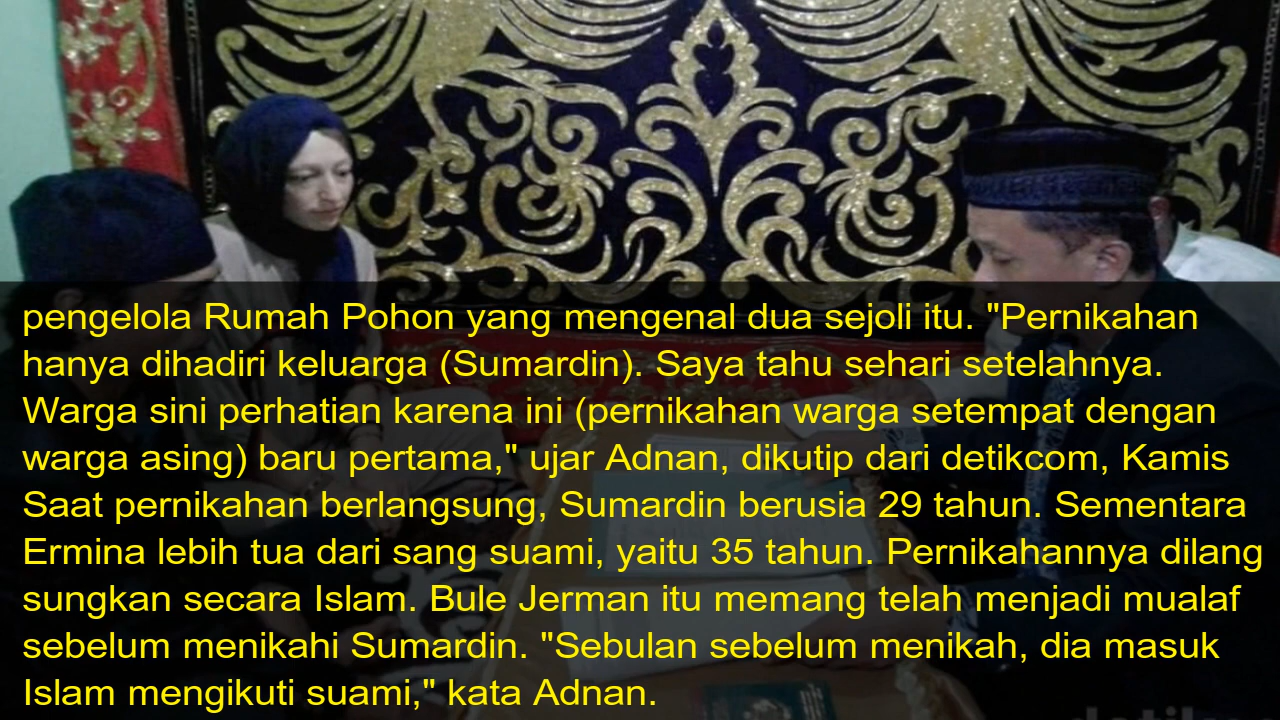 pengelola Rumah Pohon yang mengenal dua sejoli itu. "Pernikahan
hanya dihadiri keluarga (Sumardin). Saya tahu sehari setelahnya.
Warga sini perhatian karena ini (pernikahan warga setempat dengan
warga asing) baru pertama," ujar Adnan, dikutip dari detikcom, Kamis
Saat pernikahan berlangsung, Sumardin berusia 29 tahun. Sementara
Ermina lebih tua dari sang suami, yaitu 35 tahun. Pernikahannya dilang
sungkan secara Islam. Bule Jerman itu memang telah menjadi mualaf
sebelum menikahi Sumardin. "Sebulan sebelum menikah, dia masuk
Islam mengikuti suami," kata Adnan.